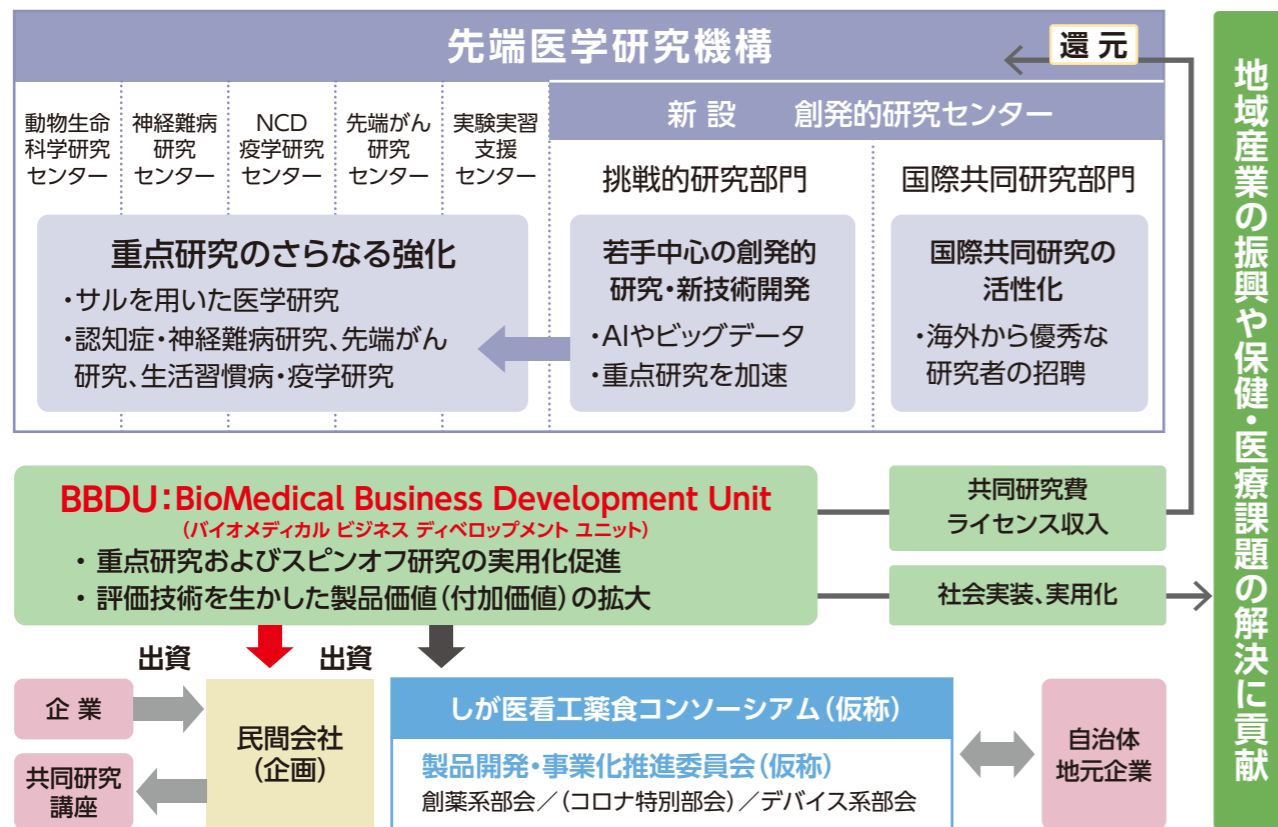 先端医学研究機構
還元
動物生命
科学研究
センター
神経難病
研究
センター
NCD
疫学研究
センター
先端がん
研究
センター
実験実習
支援
センター
新設 創発的研究センター
挑戦的研究部門
国際共同研究部門
重点研究のさらなる強化
・サルを用いた医学研究
・認知症・神経難病研究、先端がん
研究、生活習慣病・疫学研究
若手中心の創発的
研究・新技術開発
・AIやビッグデータ
・重点研究を加速
国際共同研究の
活性化
・海外から優秀な
研究者の招聘
BBDU:BioMedical Business Development Unit
(バイオメディカル ビジネス ディベロップメント ユニット)
・ 重点研究およびスピンオフ研究の実用化促進
・ 評価技術を生かした製品価値(付加価値)の拡大
共同研究費
ライセンス収入
社会実装、実用化
出資
出資
企業
共同研究
講座
民間会社
(企画)
しが医看工薬食コンソーシアム(仮称)
製品開発・事業化推進委員会(仮称)
創薬系部会/(コロナ特別部会)/デバイス系部会
自治体
地元企業
地域産業の振興や保健・医療課題の解決に貢献